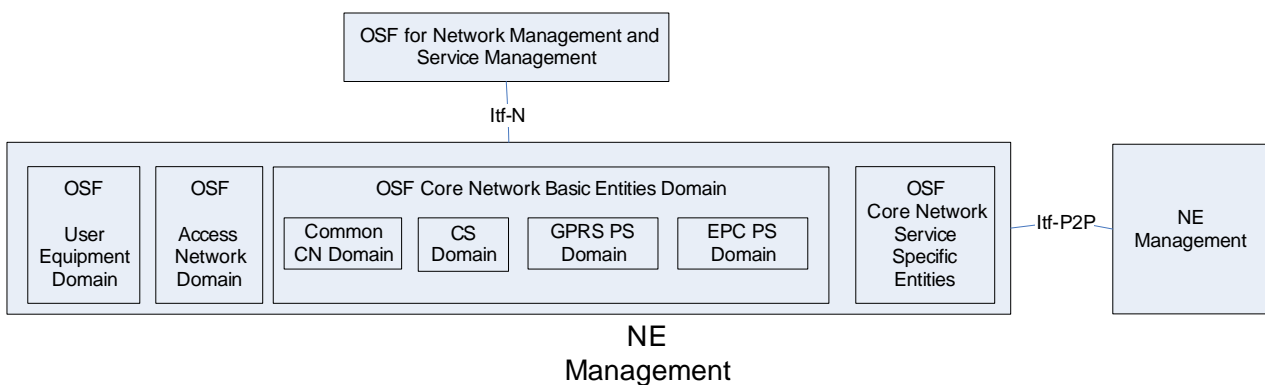 OSF for Network Management and
Service Management
Itf-N
OSF
User
Equipment
Domain
OSF
Access
Network
Domain
OSF Core Network Basic Entities Domain
Common
CN Domain
CS
Domain
GPRS PS
Domain
EPC PS
Domain
OSF
Core Network
Service
Specific
Entities
Itf-P2P
NE
Management
NE
Management